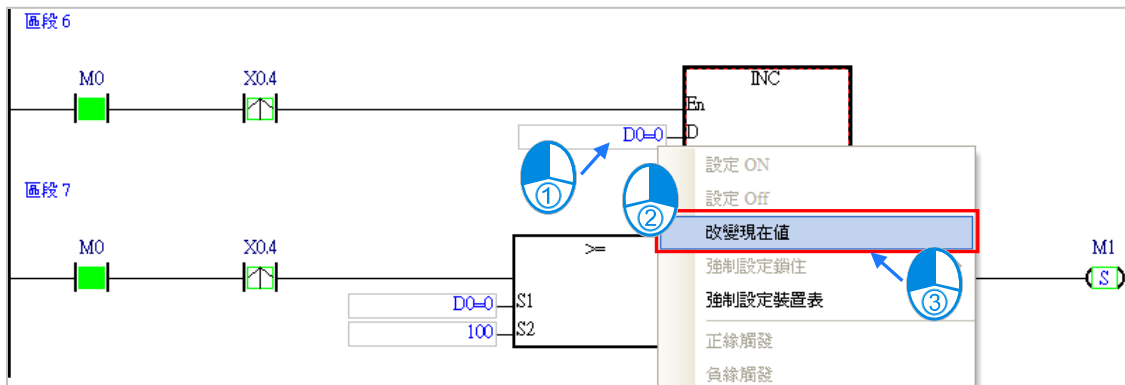 區段 6
M0 X0.4 INC
En
D0=0 D
①
設定 ON
設定 Off
區段 7
②
改變現在值
M0 X0.4 >= M1
強制設定鎖住
S
③
D0=0 S1 強制設定裝置表
100 S2
正緣觸發
負緣觸發